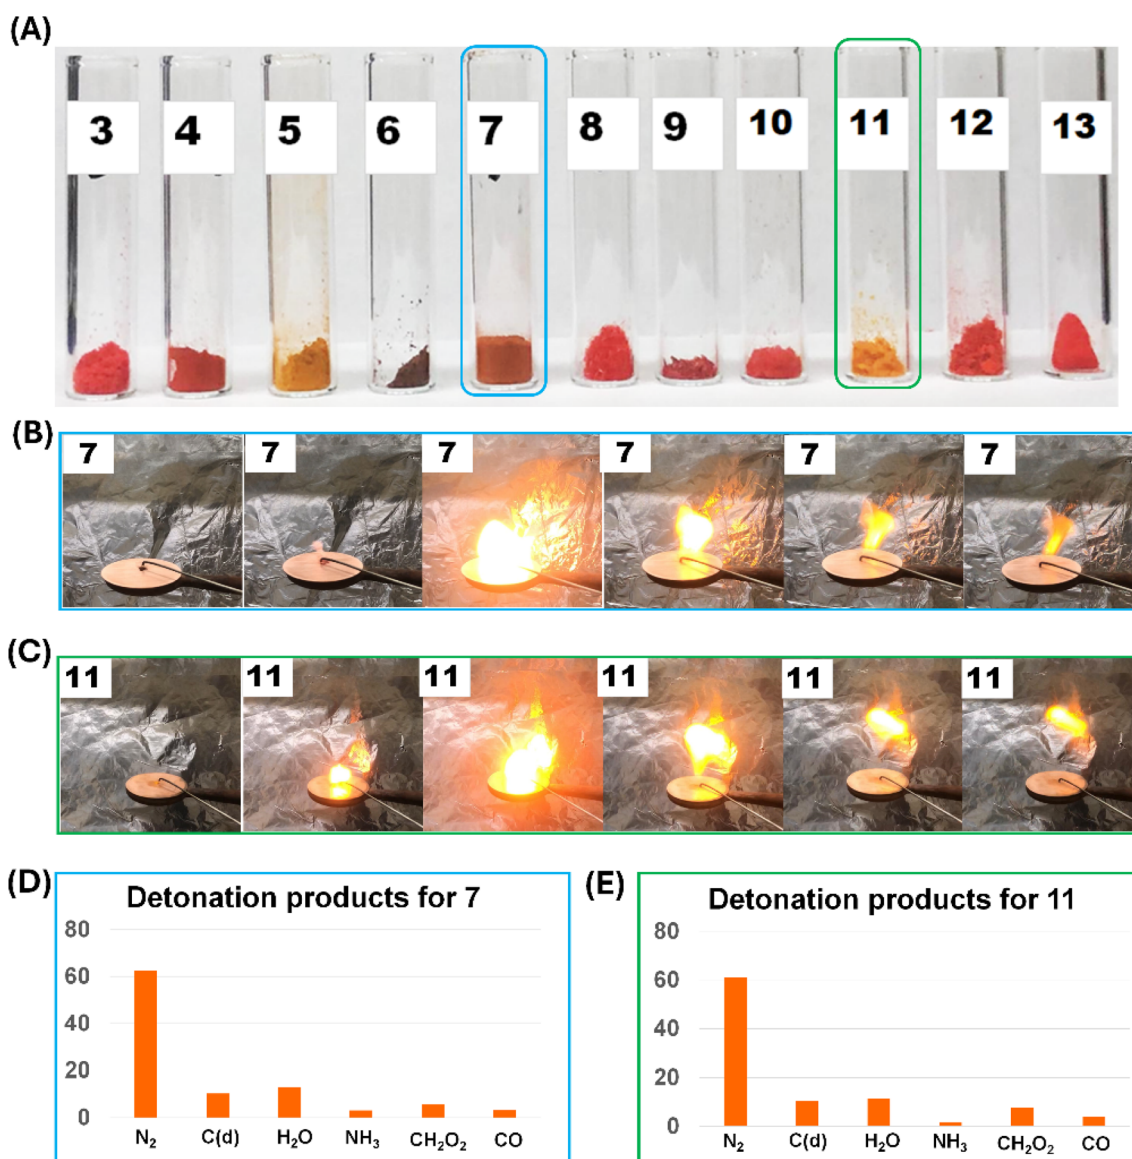 (A)
3 4 5 6 7 8 9 10 11 12 13
(B)
7 7 7 7 7 7
(C)
11 11 11 11 11 11
(D)
Detonation products for 7
80
60
40
20
0
N₂ C(d) H₂O NH₃ CH₂O₂ CO
(E)
Detonation products for 11
80
60
40
20
0
N₂ C(d) H₂O NH₃ CH₂O₂ CO